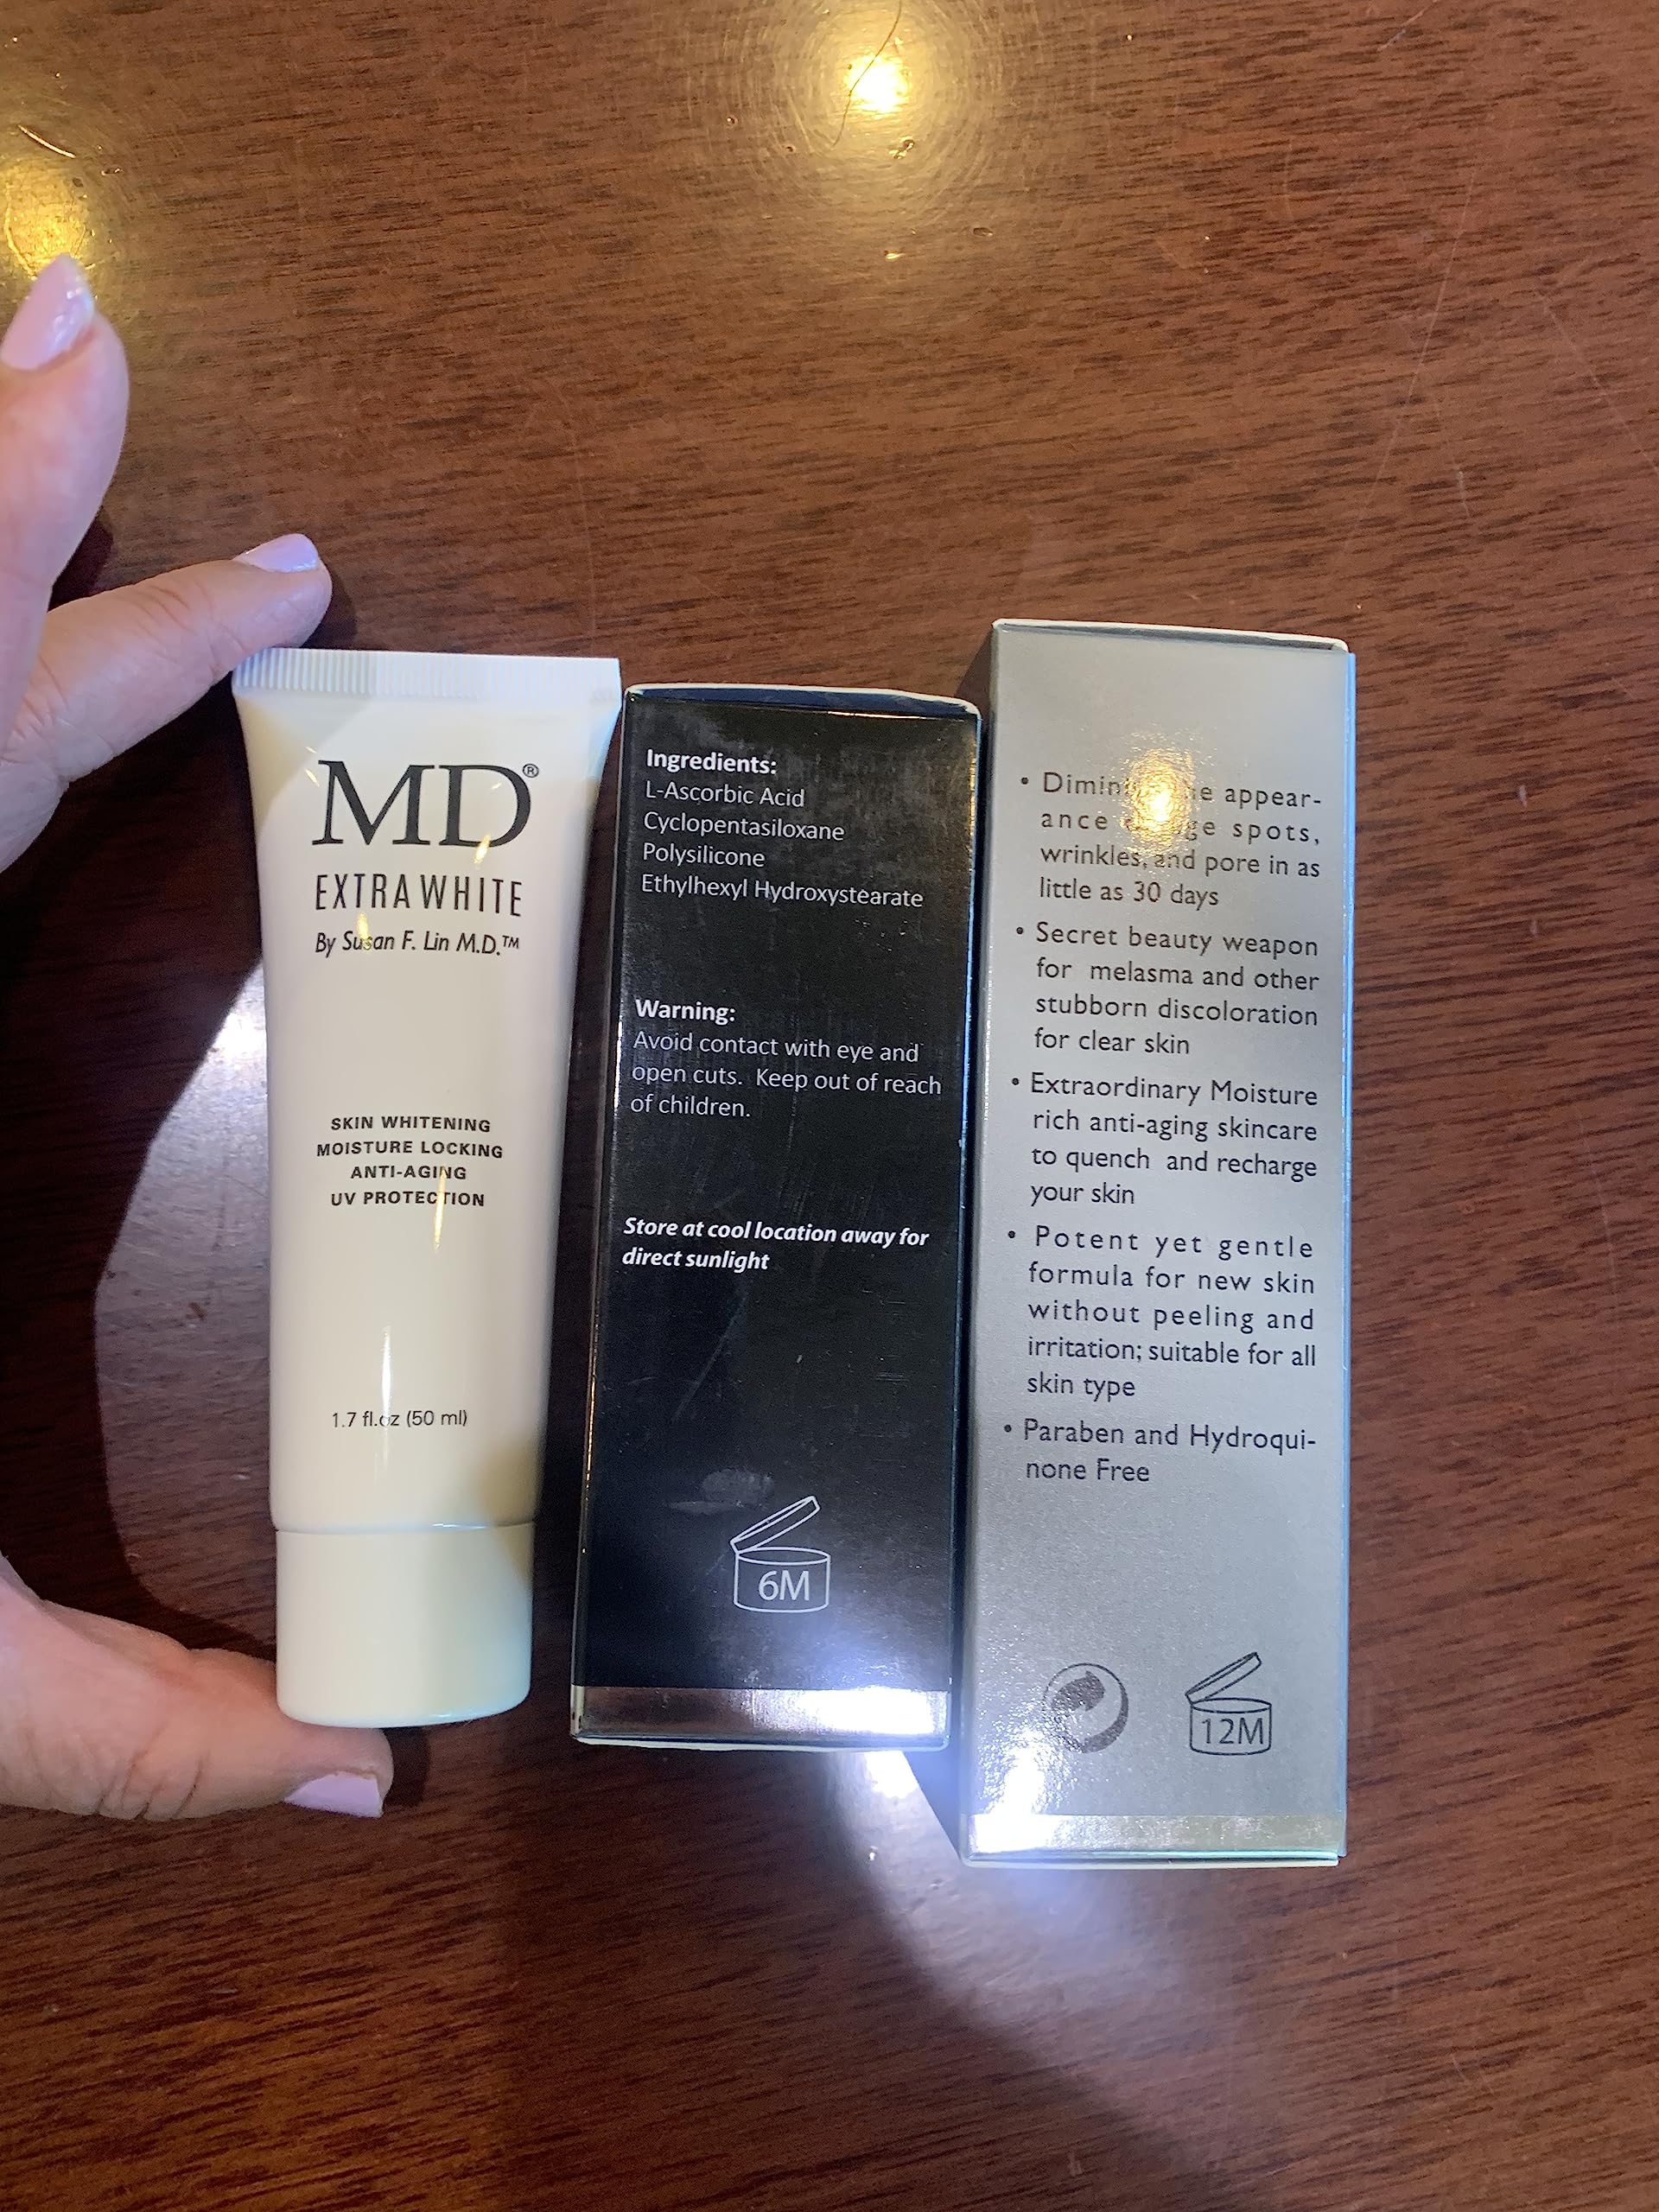 MD®
EXTRA WHITE
By Susan F. Lin M.D.™
SKIN WHITENING
MOISTURE LOCKING
ANTI-AGING
UV PROTECTION
1.7 fl.oz (50 ml)
Ingredients:
L-Ascorbic Acid
Cyclopentasiloxane
Polysilicone
Ethylhexyl Hydroxystearate
Warning:
Avoid contact with eye and
open cuts. Keep out of reach
of children.
Store at cool location away for
direct sunlight
6M
• appear-
ance spots,
wrinkles, and pore in as
little as 30 days
• Secret beauty weapon
for melasma and other
stubborn discoloration
for clear skin
• Extraordinary Moisture
rich anti-aging skincare
to quench and recharge
your skin
• Potent yet gentle
formula for new skin
without peeling and
irritation; suitable for all
skin type
• Paraben and Hydroqui-
none Free
12M